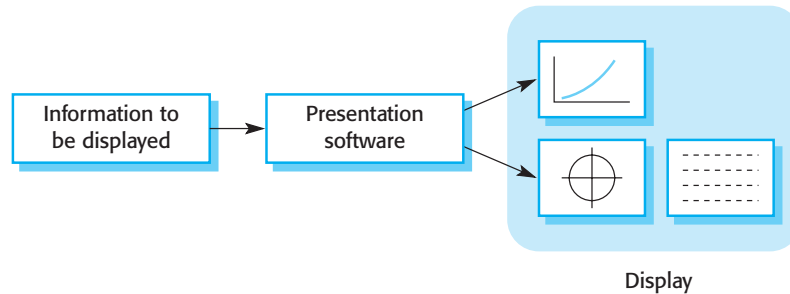 Information to
be displayed
Presentation
software
Display